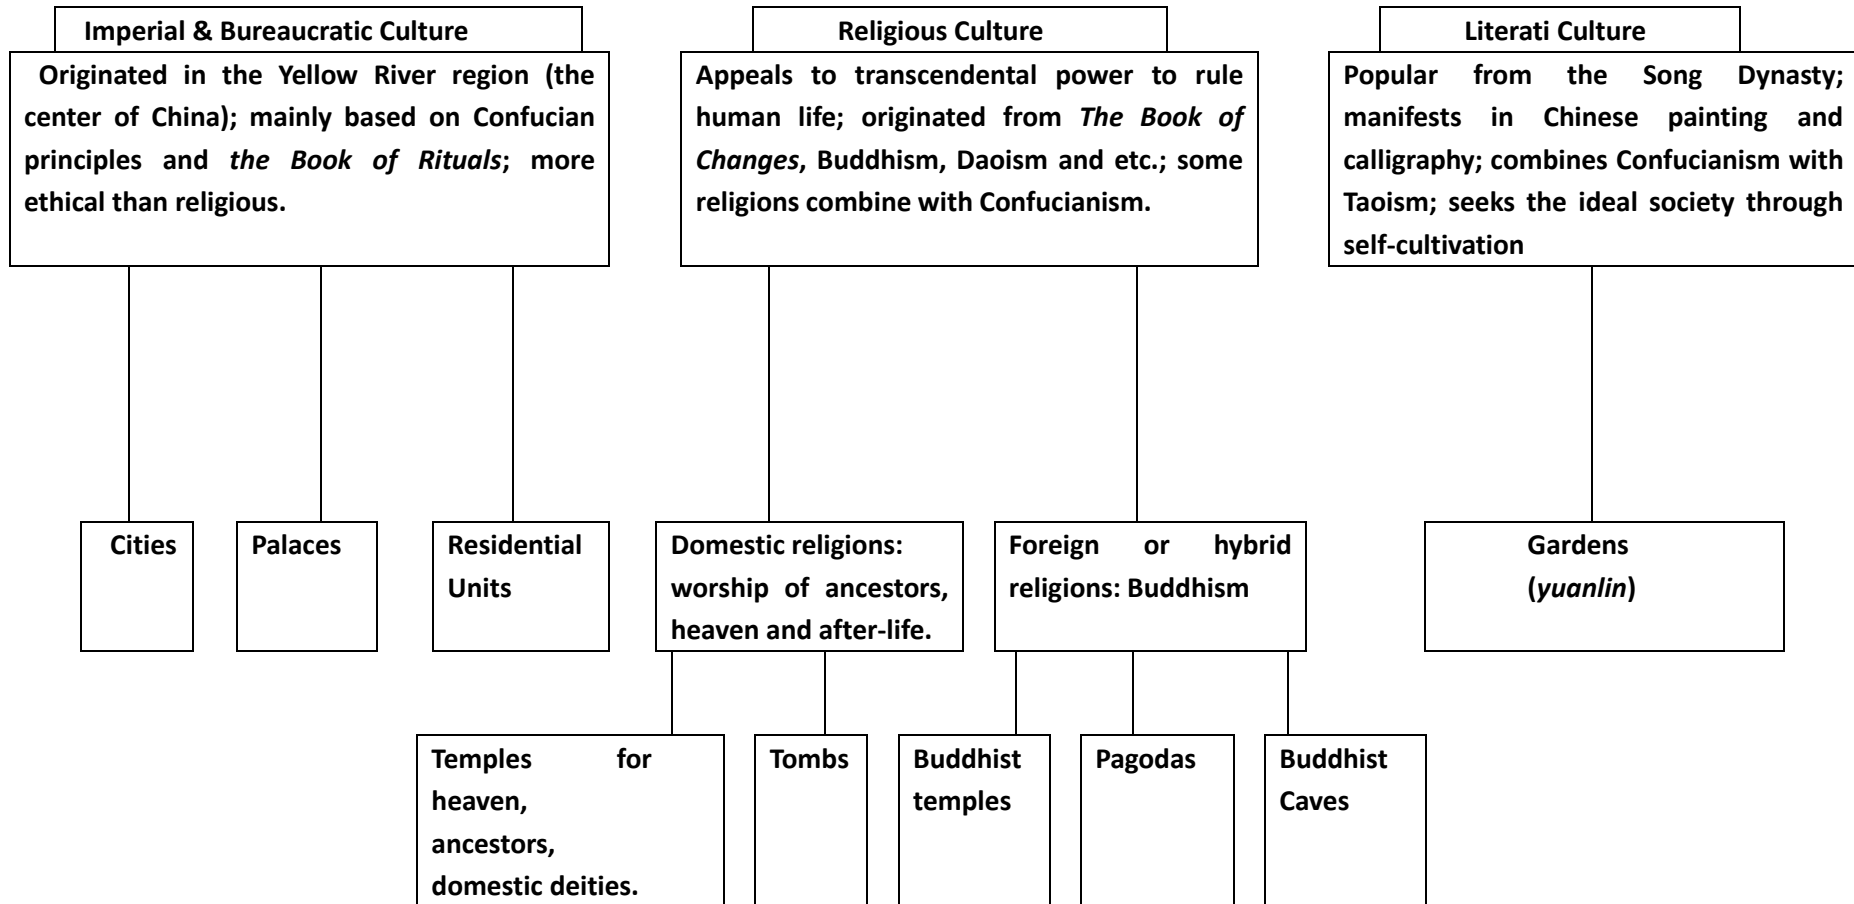 Imperial & Bureaucratic Culture
Originated in the Yellow River region (the
center of China); mainly based on Confucian
principles and the Book of Rituals; more
ethical than religious.
Religious Culture
Appeals to transcendental power to rule
human life; originated from The Book of
Changes, Buddhism, Daoism and etc.; some
religions combine with Confucianism.
Literati Culture
Popular from the Song Dynasty;
manifests in Chinese painting and
calligraphy; combines Confucianism with
Taoism; seeks the ideal society through
self-cultivation
Cities
Palaces
Residential
Units
Domestic religions:
worship of ancestors,
heaven and after-life.
Foreign or hybrid
religions: Buddhism
Gardens
(yuanlin)
Temples for
heaven,
ancestors,
domestic deities.
Tombs
Buddhist
temples
Pagodas
Buddhist
Caves